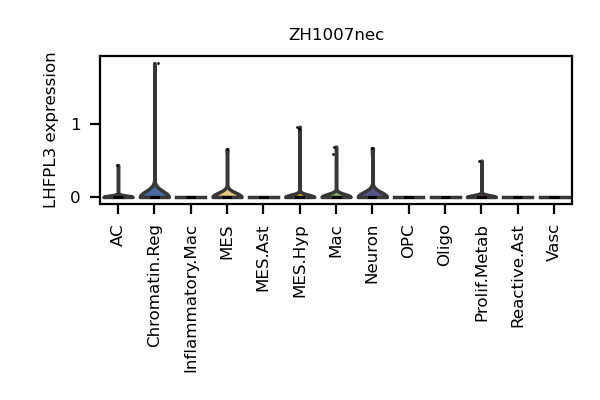 ZH1007nec
LHFPL3 expression
1
0
AC
Chromatin.Reg
Inflammatory.Mac
MES
MES.Ast
MES.Hyp
Mac
Neuron
OPC
Oligo
Prolif.Metab
Reactive.Ast
Vasc